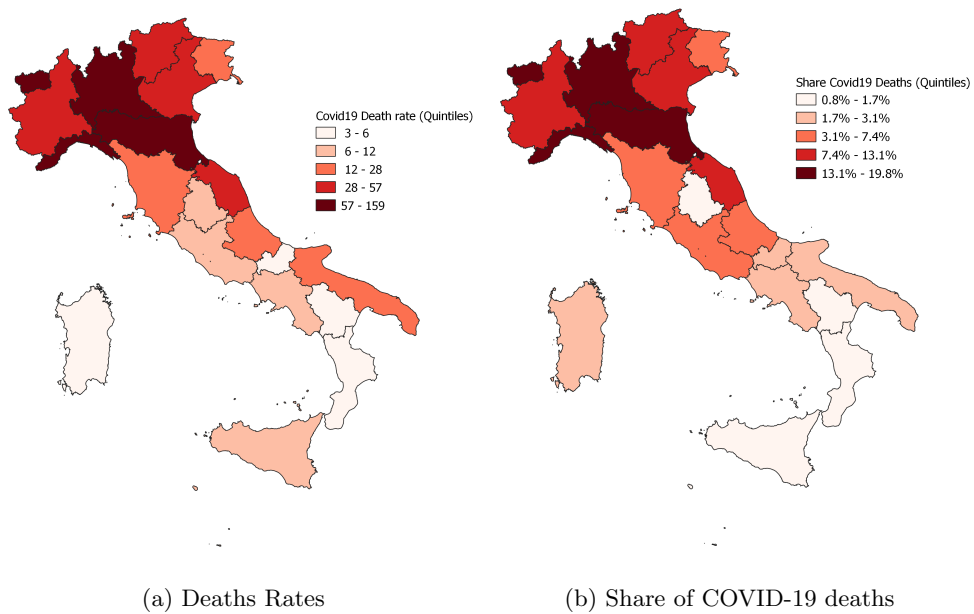 Covid19 Death rate (Quintiles)
3 - 6
6 - 12
12 - 28
28 - 57
57 - 159
Share Covid19 Deaths (Quintiles)
0.8% - 1.7%
1.7% - 3.1%
3.1% - 7.4%
7.4% - 13.1%
13.1% - 19.8%
(a) Deaths Rates
(b) Share of COVID-19 deaths